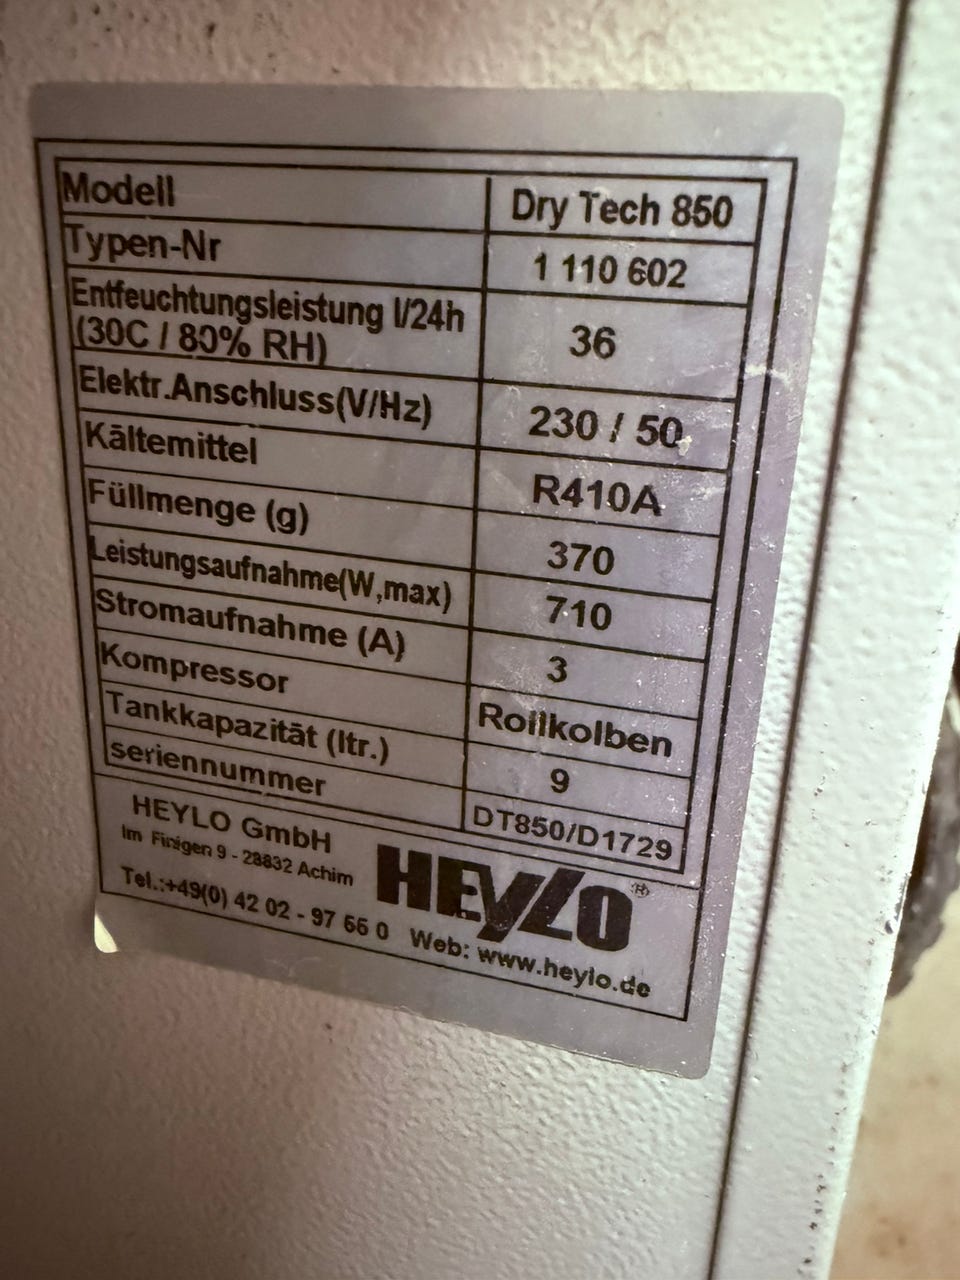 Modell Dry Tech 850
Typen-Nr 1 110 602
Entfeuchtungsleistung l/24h
(30C / 80% RH) 36
Elektr.Anschluss(V/Hz) 230 / 50
Kältemittel R410A
Füllmenge (g) 370
Leistungsaufnahme(W,max) 710
Stromaufnahme (A) 3
Kompressor Rollkolben
Tankkapazität (ltr.) 9
seriennummer DT850/D1729
HEYLO GmbH
Im Finigen 9 - 28832 Achim
HEYLO®
Tel.:+49(0) 42 02 - 97 55 0 Web: www.heylo.de